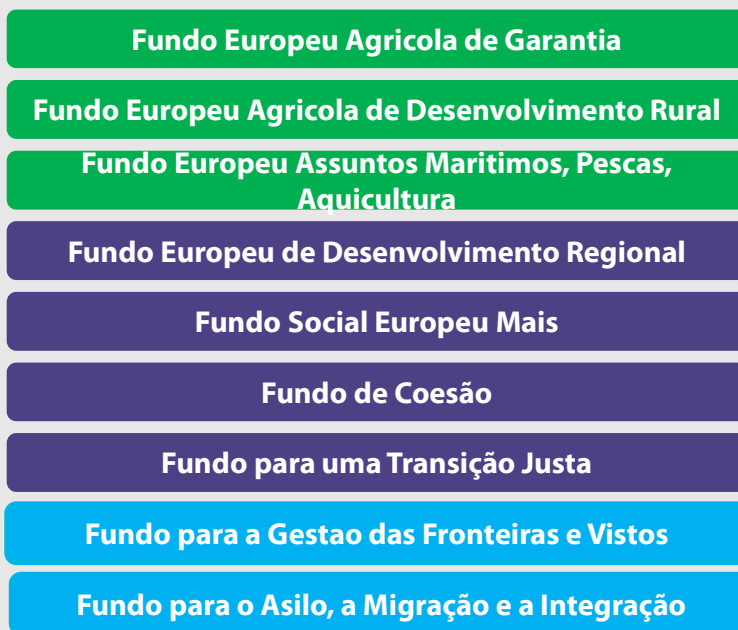 Fundo Europeu Agricola de Garantia
Fundo Europeu Agricola de Desenvolvimento Rural
Fundo Europeu Assuntos Maritimos, Pescas,
Aquicultura
Fundo Europeu de Desenvolvimento Regional
Fundo Social Europeu Mais
Fundo de Coesão
Fundo para uma Transição Justa
Fundo para a Gestao das Fronteiras e Vistos
Fundo para o Asilo, a Migração e a Integração